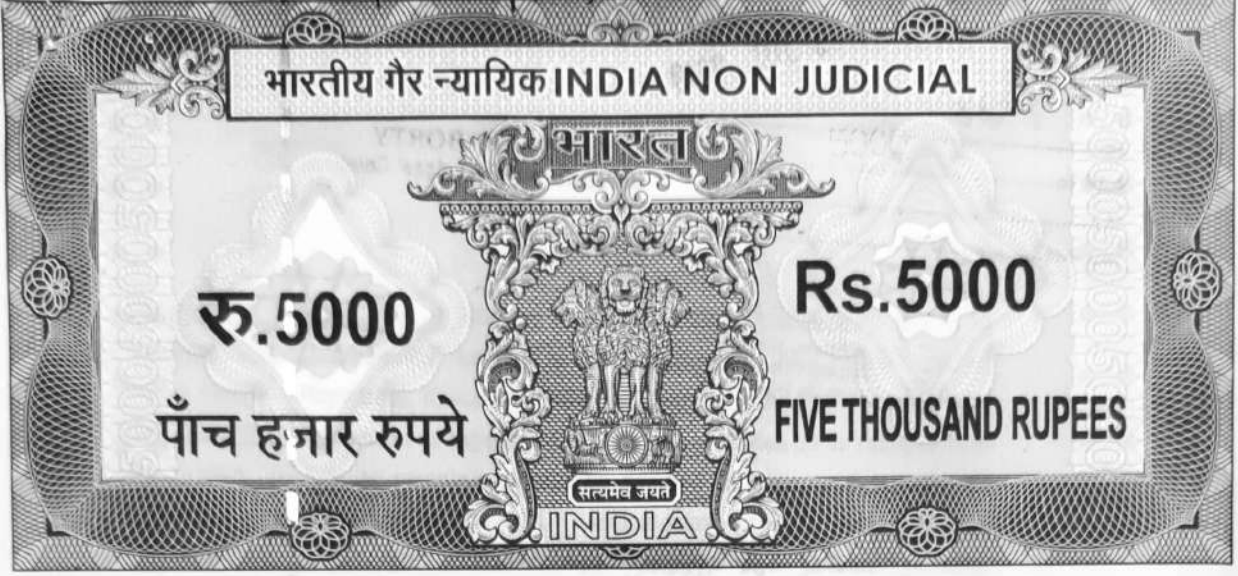 भारतीय गैर न्यायिक INDIA NON JUDICIAL
भारत
रु.5000
Rs.5000
पाँच हजार रुपये
FIVE THOUSAND RUPEES
सत्यमेव जयते
INDIA